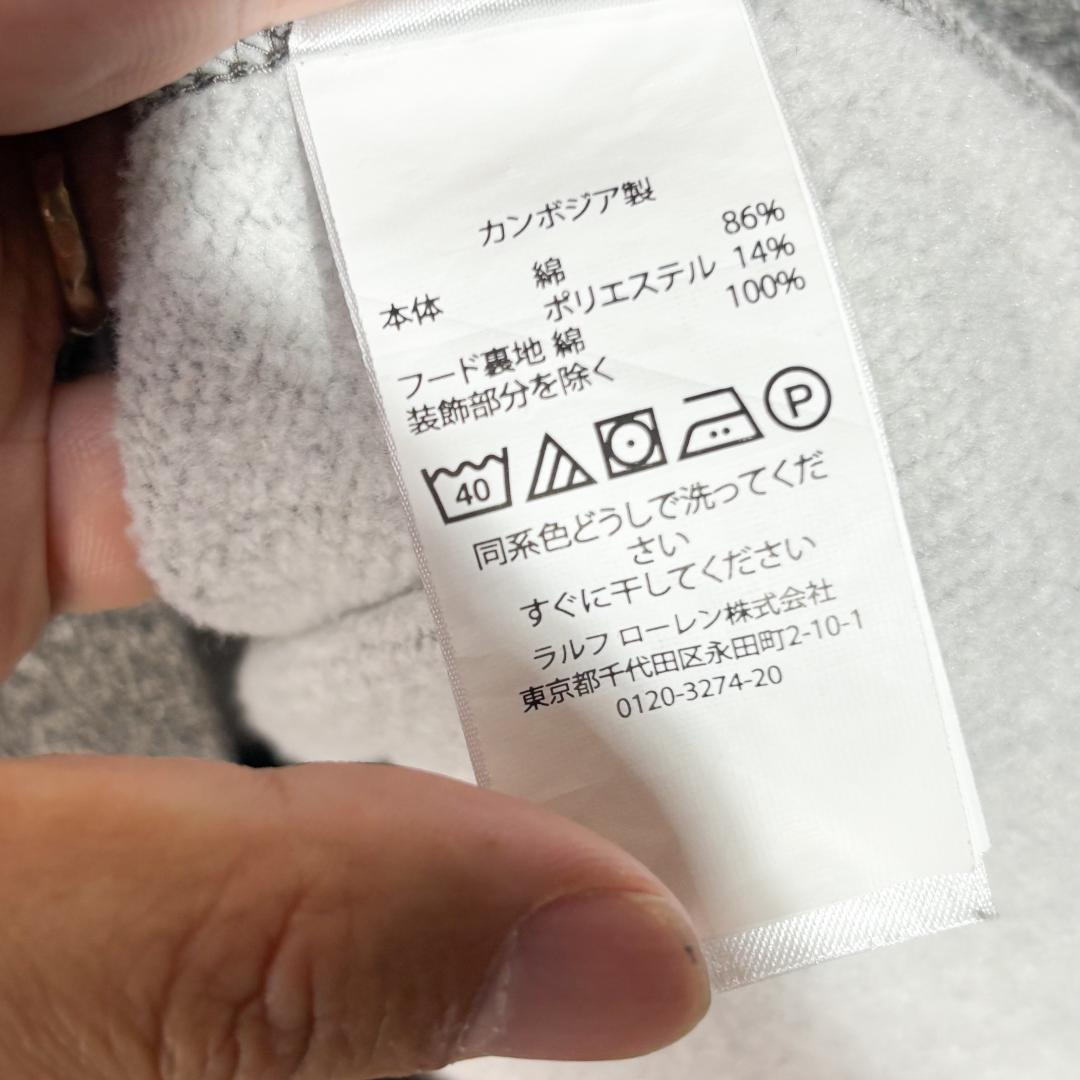 カンボジア製
綿 86%
本体 ポリエステル 14%
フード裏地 綿 100%
装飾部分を除く
40 P
同系色どうしで洗ってくだ
さい
すぐに干してください
ラルフ ローレン株式会社
東京都千代田区永田町2-10-1
0120-3274-20